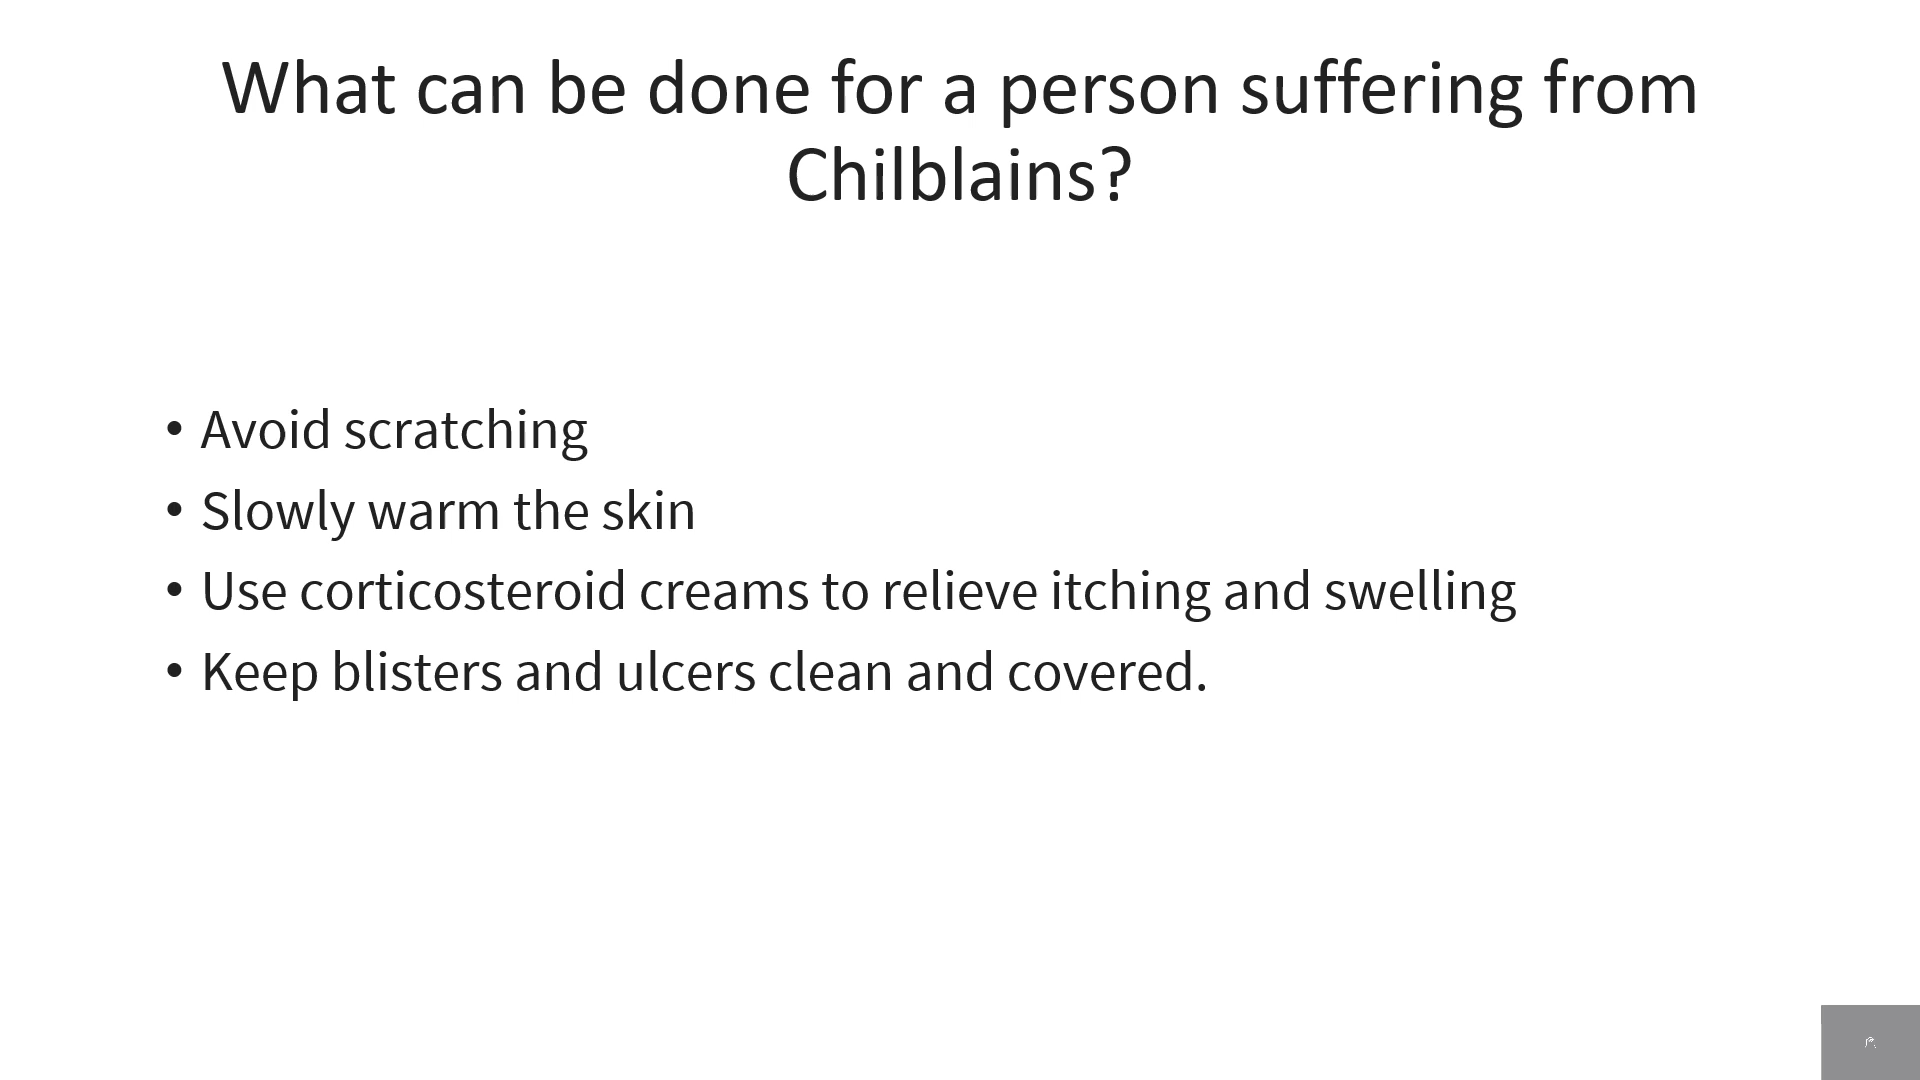 What can be done for a person suffering from
Chilblains?
• Avoid scratching
• Slowly warm the skin
• Use corticosteroid creams to relieve itching and swelling
• Keep blisters and ulcers clean and covered.